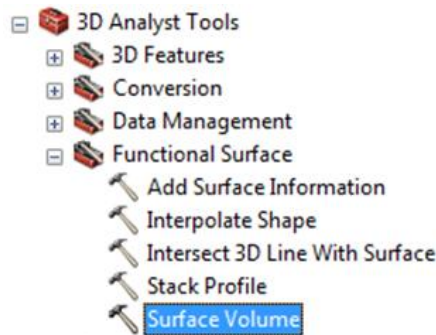 3D Analyst Tools
3D Features
Conversion
Data Management
Functional Surface
Add Surface Information
Interpolate Shape
Intersect 3D Line With Surface
Stack Profile
Surface Volume